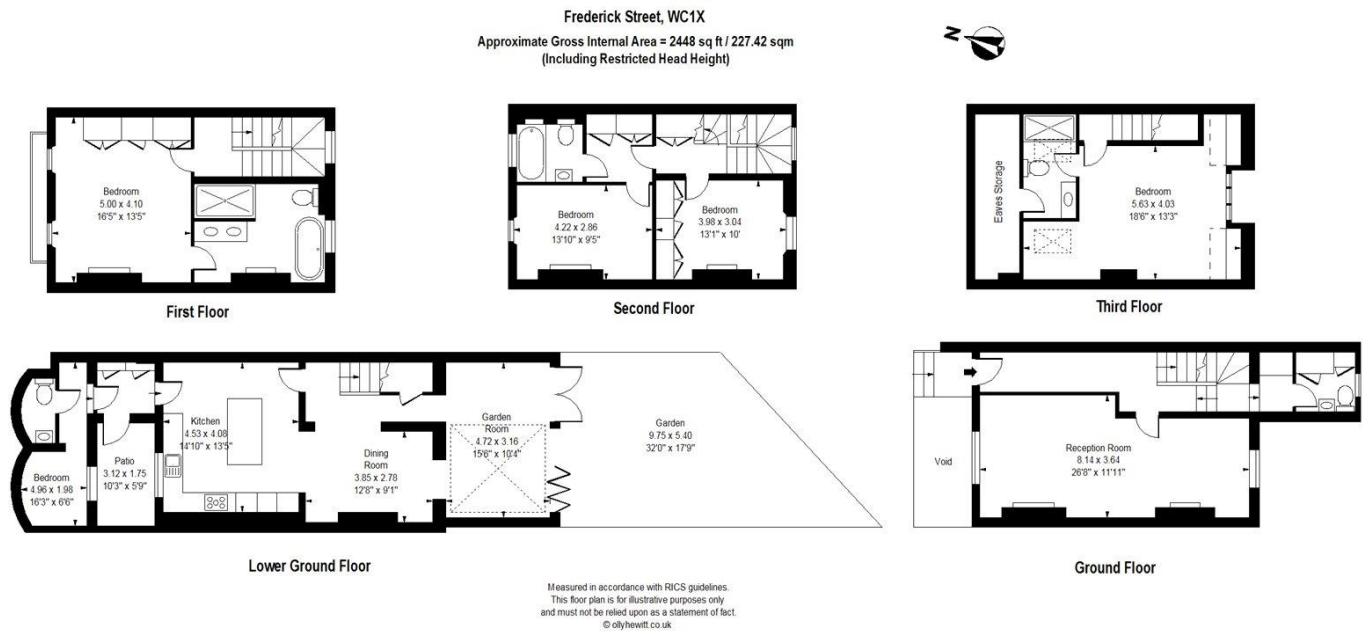 Frederick Street, WC1X
Approximate Gross Internal Area = 2448 sq ft / 227.42 sqm
(Including Restricted Head Height)
N
Bedroom
5.00 x 4.10
16'5" x 13'5"
First Floor
Bedroom
4.22 x 2.86
13'10" x 9'5"
Bedroom
3.98 x 3.04
13'1" x 10'
Second Floor
Eaves Storage
Bedroom
5.63 x 4.03
18'6" x 13'3"
Third Floor
Bedroom
4.96 x 1.98
16'3" x 6'6"
Patio
3.12 x 1.75
10'3" x 5'9"
Kitchen
4.53 x 4.08
14'10" x 13'5"
Dining
Room
3.85 x 2.78
12'8" x 9'1"
Garden
Room
4.72 x 3.16
15'6" x 10'4"
Garden
9.75 x 5.40
32'0" x 17'9"
Lower Ground Floor
Void
Reception Room
8.14 x 3.64
26'8" x 11'11"
Ground Floor
Measured in accordance with RICS guidelines.
This floor plan is for illustrative purposes only
and must not be relied upon as a statement of fact.
© ollyhewitt.co.uk